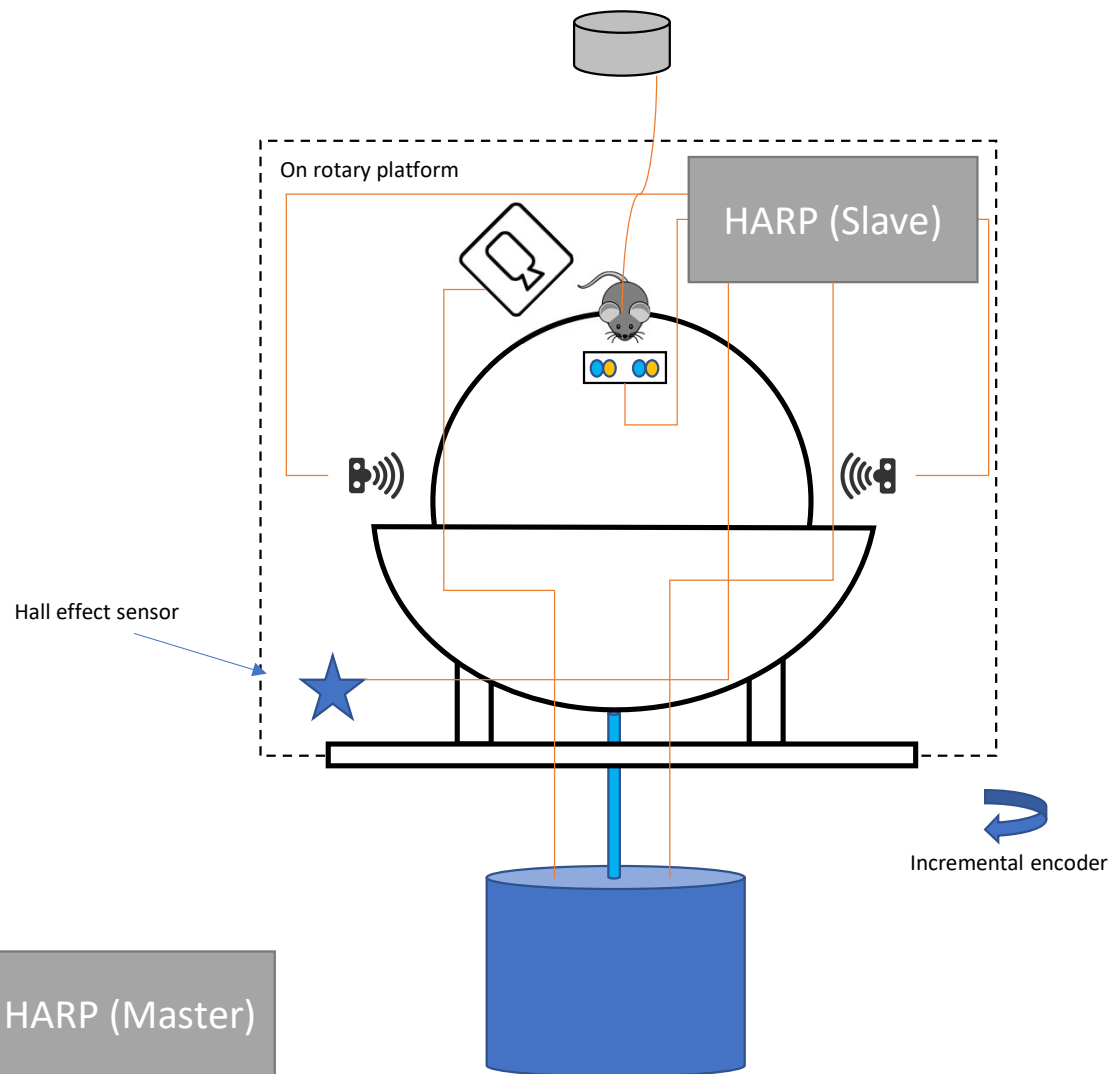 On rotary platform
HARP (Slave)
Hall effect sensor
Incremental encoder
HARP (Master)